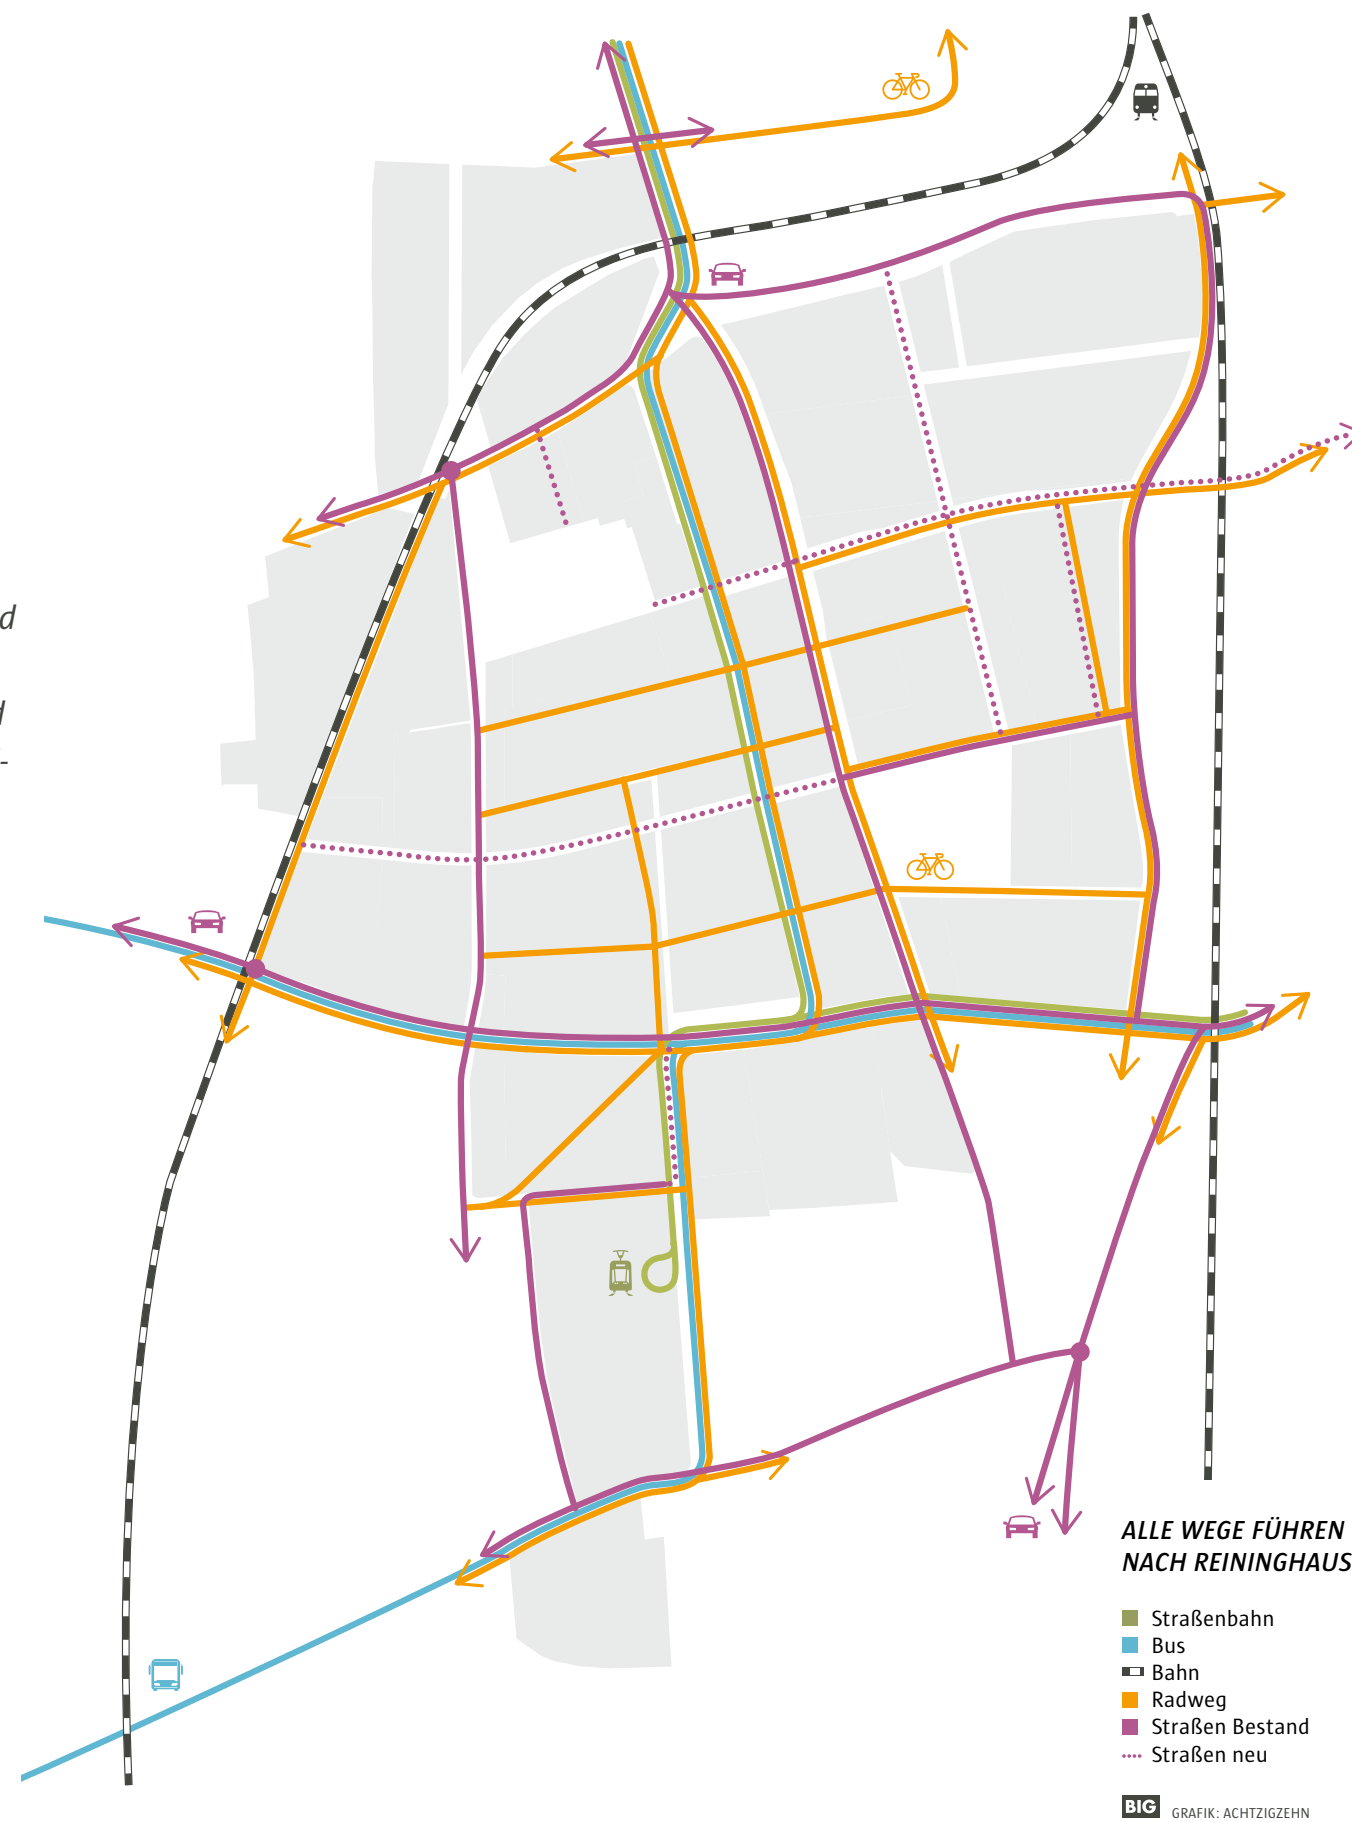 d
d
-
ALLE WEGE FÜHREN
NACH REININGHAUS
Straßenbahn
Bus
Bahn
Radweg
Straßen Bestand
Straßen neu
BIG GRAFIK: ACHTZIGZEHN